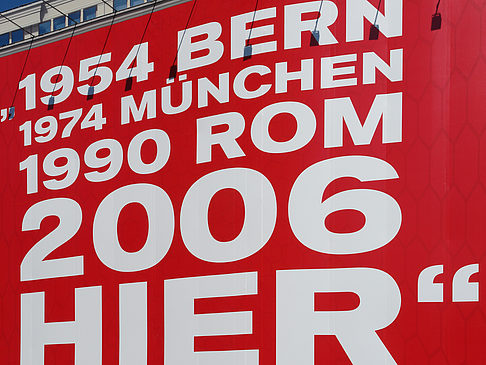 „1954 BERN
1974 MÜNCHEN
1990 ROM
2006
HIER“